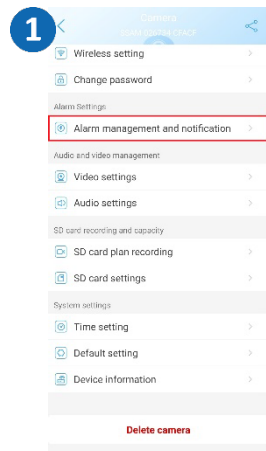 1
Camera
Wireless setting
Change password
Alarm Settings
Alarm management and notification
Audio and video management
Video settings
Audio settings
SD card recording and capacity
SD card plan recording
SD card settings
System settings
Time setting
Default setting
Device information
Delete camera